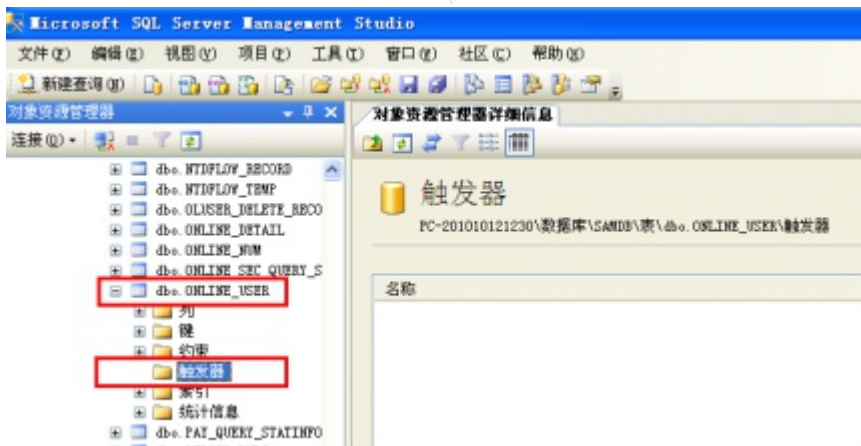 Microsoft SQL Server Management Studio
文件(F) 编辑(E) 视图(V) 项目(P) 工具(T) 窗口(W) 社区(C) 帮助(H)
新建查询(N)
对象资源管理器
对象资源管理器详细信息
连接(O)
dbo.NTDFLOW_RECORD
dbo.NTDFLOW_TEMP
dbo.OLUSER_DELETE_RECO
dbo.ONLINE_DETAIL
dbo.ONLINE_NUM
dbo.ONLINE_SEC_QUERY_S
dbo.ONLINE_USER
列
键
约束
触发器
索引
统计信息
dbo.PAY_QUERY_STATINFO
触发器
PC-201010121230\数据库\SAMDB\表\dbo.ONLINE_USER\触发器
名称